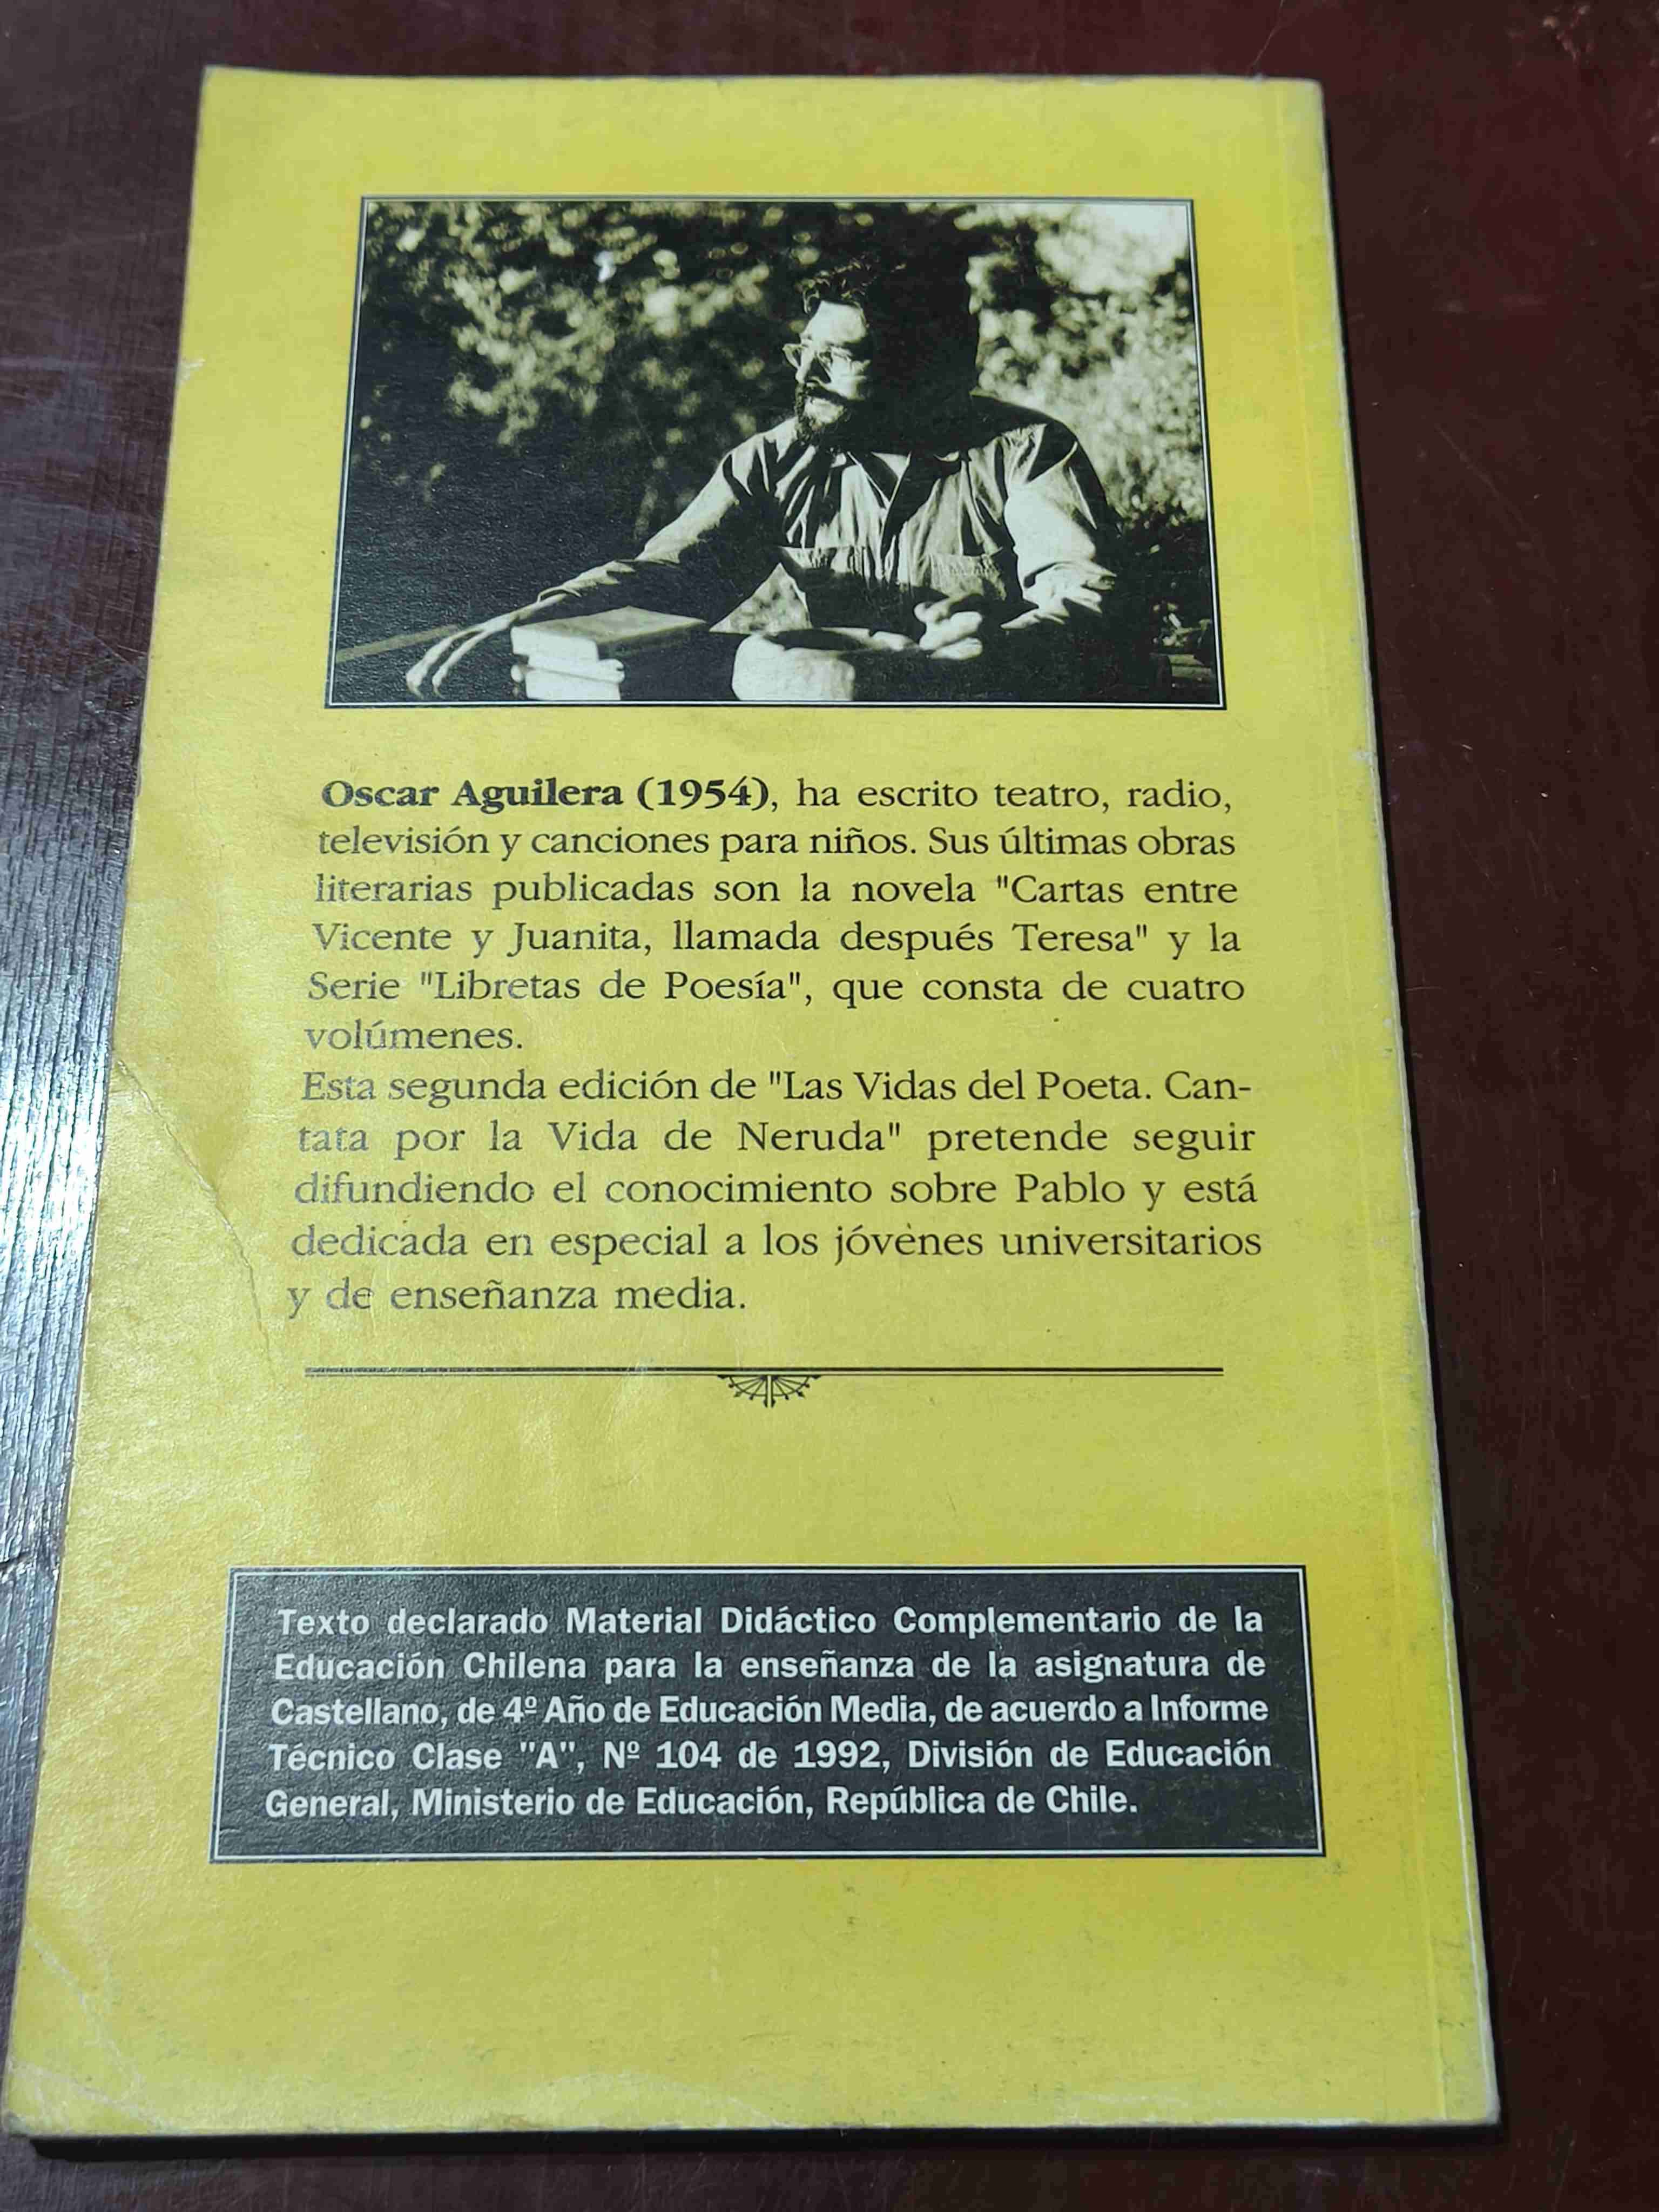 Oscar Aguilera (1954), ha escrito teatro, radio,
televisión y canciones para niños. Sus últimas obras
literarias publicadas son la novela "Cartas entre
Vicente y Juanita, llamada después Teresa" y la
Serie "Libretas de Poesía", que consta de cuatro
volúmenes.
Esta segunda edición de "Las Vidas del Poeta. Can-
tata por la Vida de Neruda" pretende seguir
difundiendo el conocimiento sobre Pablo y está
dedicada en especial a los jóvenes universitarios
y de enseñanza media.
Texto declarado Material Didáctico Complementario de la
Educación Chilena para la enseñanza de la asignatura de
Castellano, de 4º Año de Educación Media, de acuerdo a Informe
Técnico Clase "A", Nº 104 de 1992, División de Educación
General, Ministerio de Educación, República de Chile.